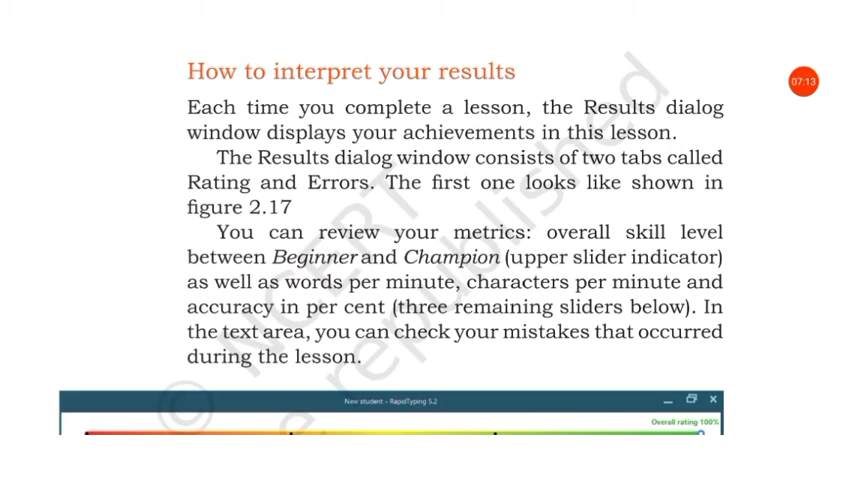 How to interpret your results
07:13
Each time you complete a lesson, the Results dialog
window displays your achievements in this lesson.
The Results dialog window consists of two tabs called
Rating and Errors. The first one looks like shown in
figure 2.17
You can review your metrics: overall skill level
between Beginner and Champion (upper slider indicator)
as well as words per minute, characters per minute and
accuracy in per cent (three remaining sliders below). In
the text area, you can check your mistakes that occurred
during the lesson.
© NCERT
republished
New student - RapidTyping 5.2
Overall rating 100%